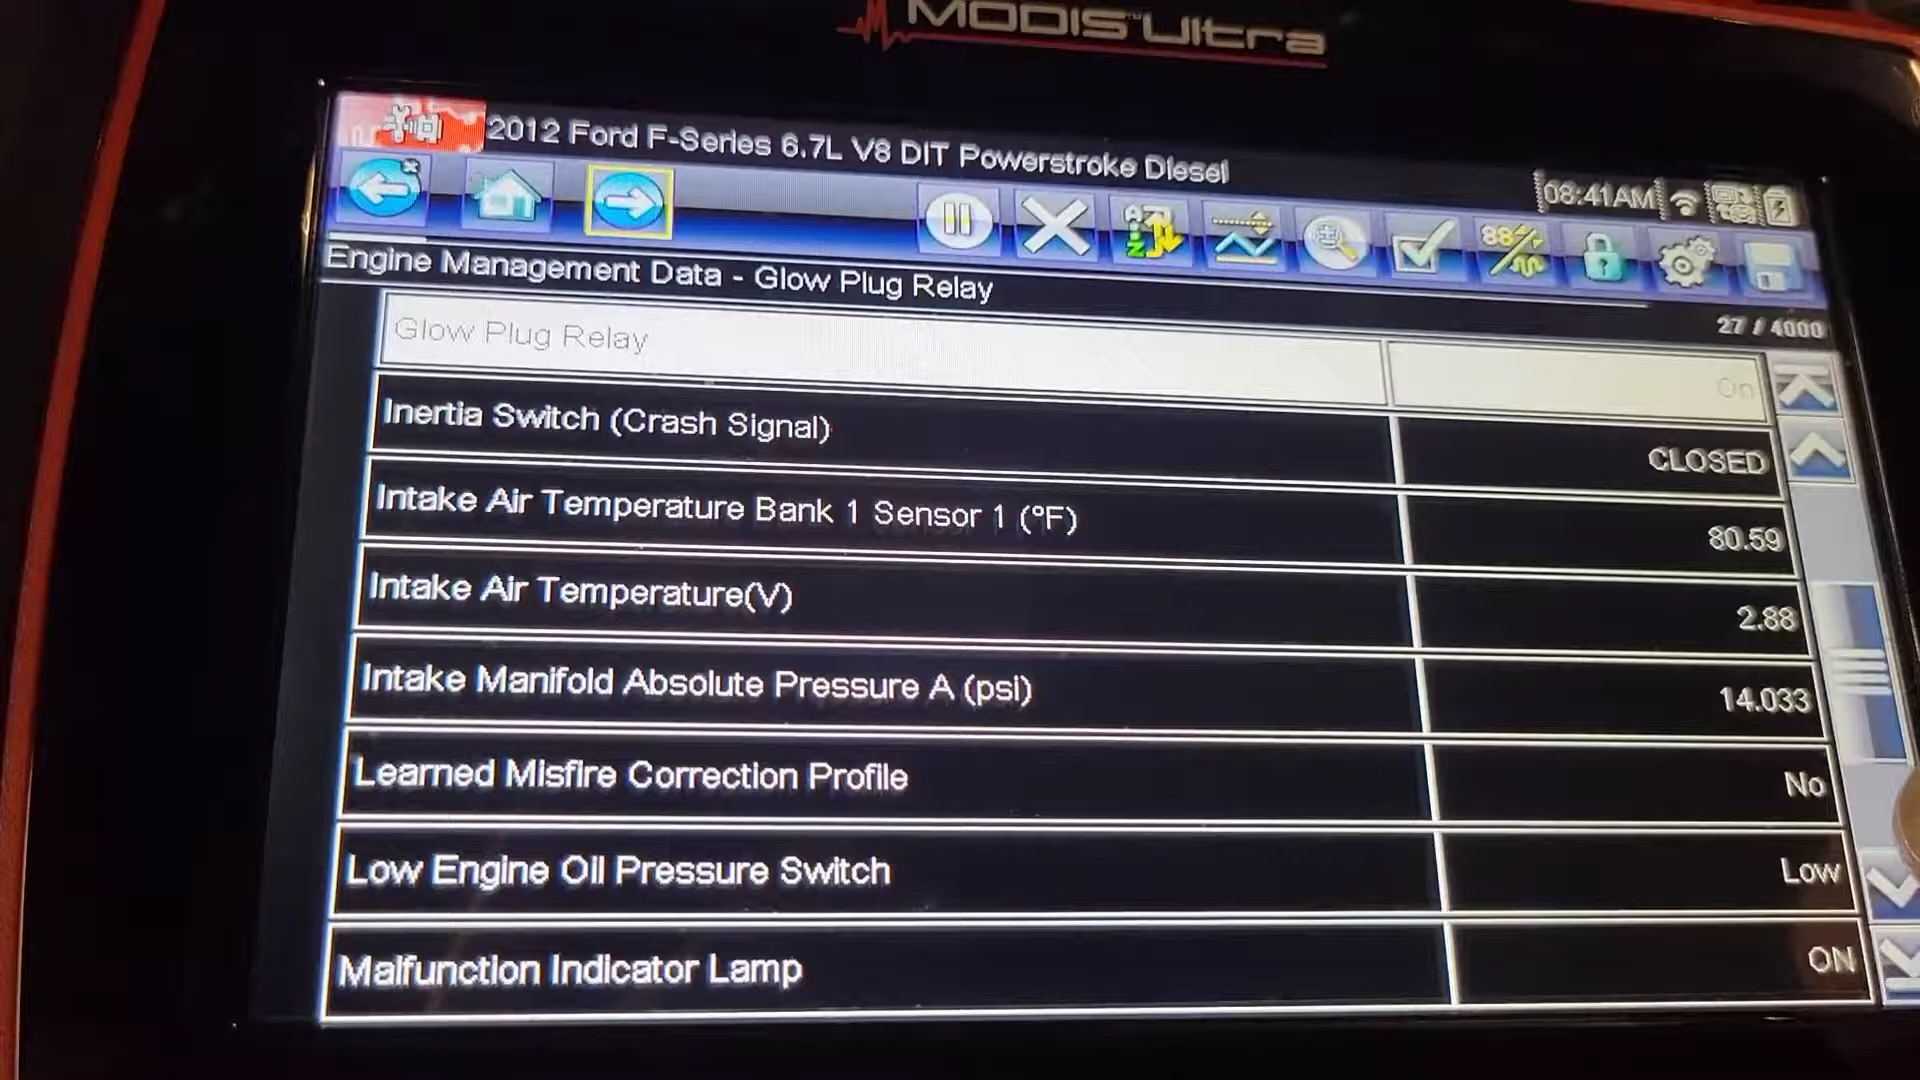 MODIS™Ultra
2012 Ford F-Series 6.7L V8 DIT Powerstroke Diesel
08:41AM
Engine Management Data - Glow Plug Relay
27 / 4000
Glow Plug Relay On
Inertia Switch (Crash Signal) CLOSED
Intake Air Temperature Bank 1 Sensor 1 (°F) 80.59
Intake Air Temperature(V) 2.88
Intake Manifold Absolute Pressure A (psi) 14.033
Learned Misfire Correction Profile No
Low Engine Oil Pressure Switch Low
Malfunction Indicator Lamp ON